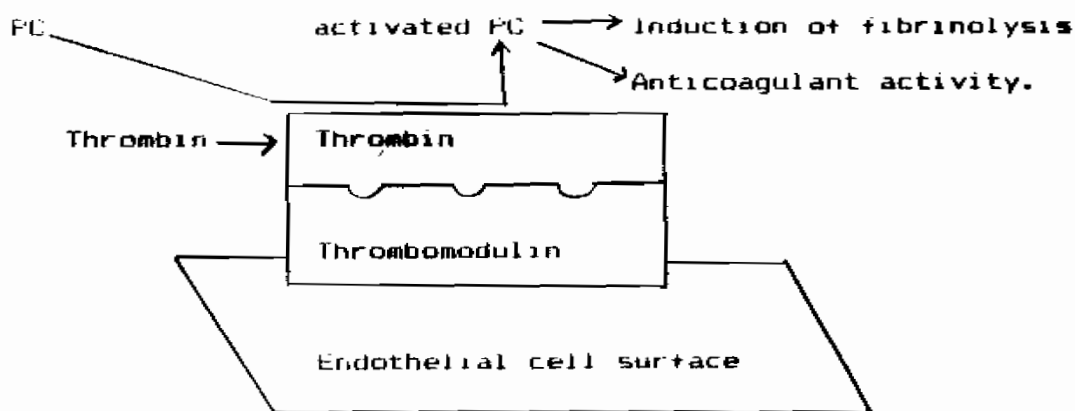 PC activated PC Induction of fibrinolysis
Anticoagulant activity.
Thrombin Thrombin
Thrombomodulin
Endothelial cell surface